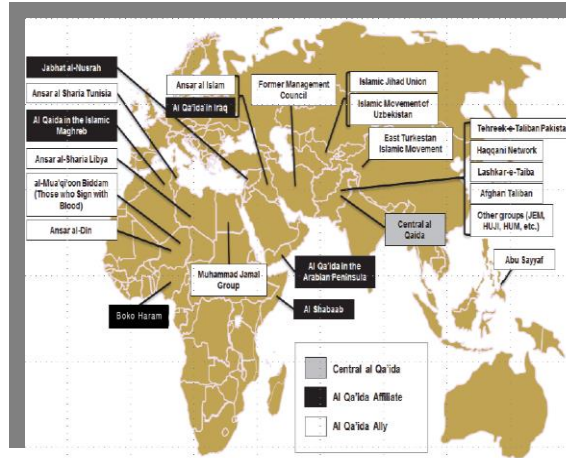 Jabhat al-Nusrah
Ansar al Sharia Tunisia
Al Qaida in the Islamic
Maghreb
Ansar al-Sharia Libya
al-Mua'qi'oon Biddam
(Those who Sign with
Blood)
Ansar al-Din
Boko Haram
Ansar al Islam
Al Qa'ida in Iraq
Former Management
Council
Islamic Jihad Union
Islamic Movement of
Uzbekistan
East Turkestan
Islamic Movement
Tehreek-e-Taliban Pakistan
Haqqani Network
Lashkar-e-Taiba
Afghan Taliban
Other groups (JEM,
HUJI, HUM, etc.)
Central al
Qaida
Abu Sayyaf
Muhammad Jamal
Group
Al Qa'ida in the
Arabian Peninsula
Al Shabaab
Central al Qa'ida
Al Qa'ida Affiliate
Al Qa'ida Ally